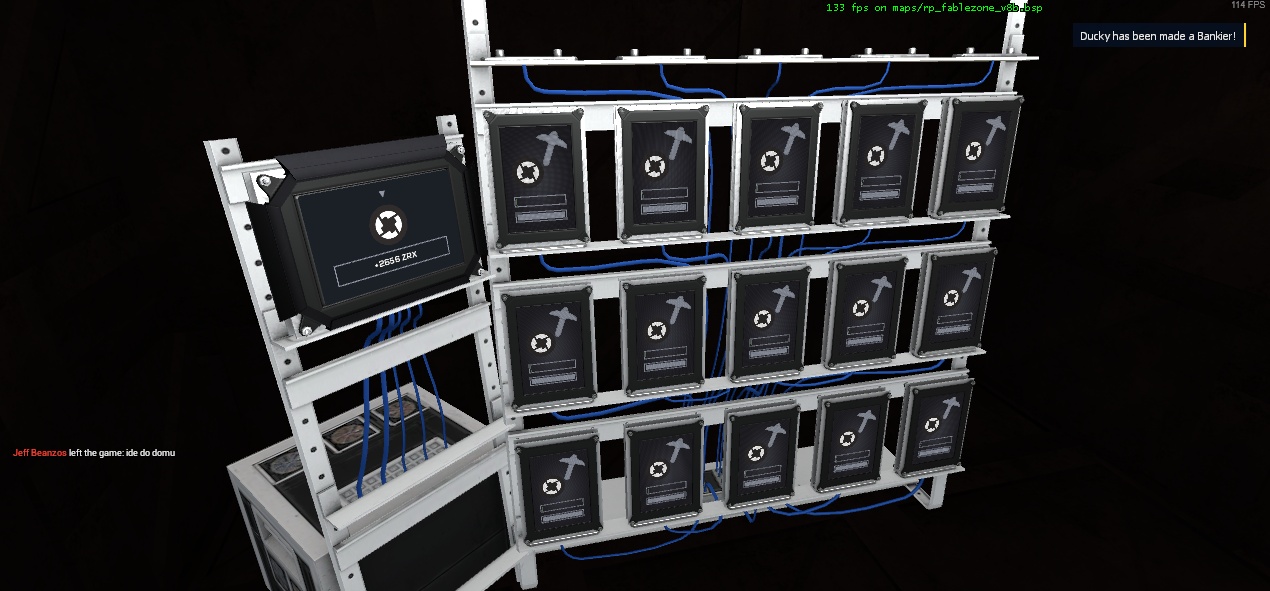 133 fps on maps/rp_fablezone_v8b.bsp
114 FPS
Ducky has been made a Bankier!
+2656 ZRX
Jeff Beanzos left the game: ide do domu